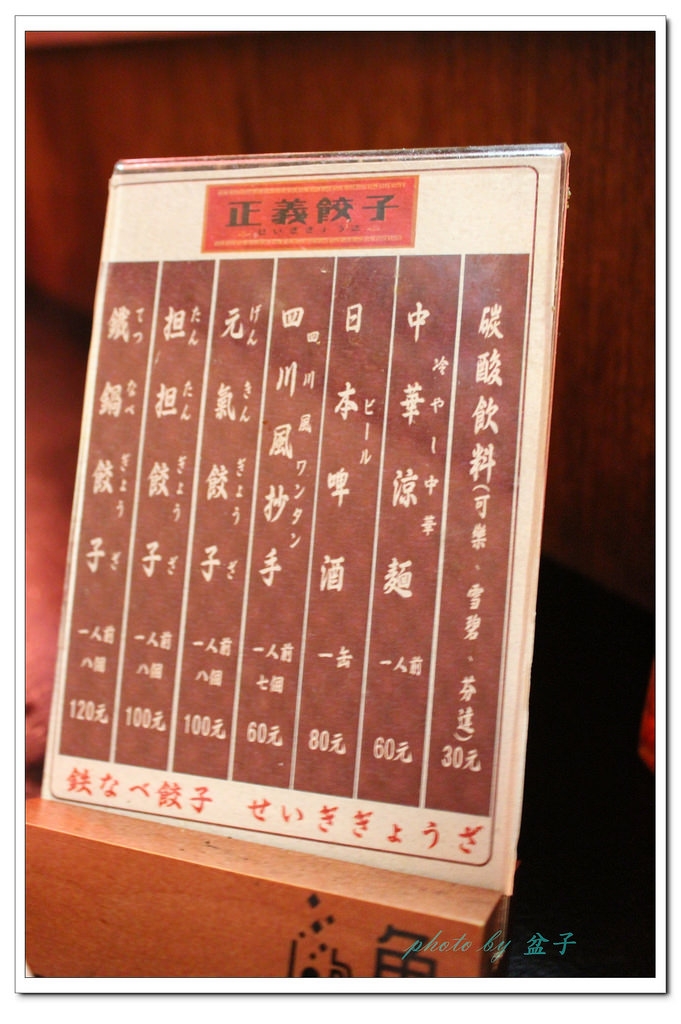 正義餃子
せいぎぎょうざ
碳酸飲料(可樂、雪碧、芬達)
30元
中華涼麵
冷やし中華
一人前
60元
日本啤酒
ビール
一缶
80元
四川風抄手
四川風ワンタン
一人前
七個
60元
元氣餃子
げんきんぎょうざ
一人前
八個
100元
担担餃子
たんたんぎょうざ
一人前
八個
100元
鐵鍋餃子
てつなべぎょうざ
一人前
八個
120元
鉄なべ餃子 せいぎぎょうざ
photo by 盆子